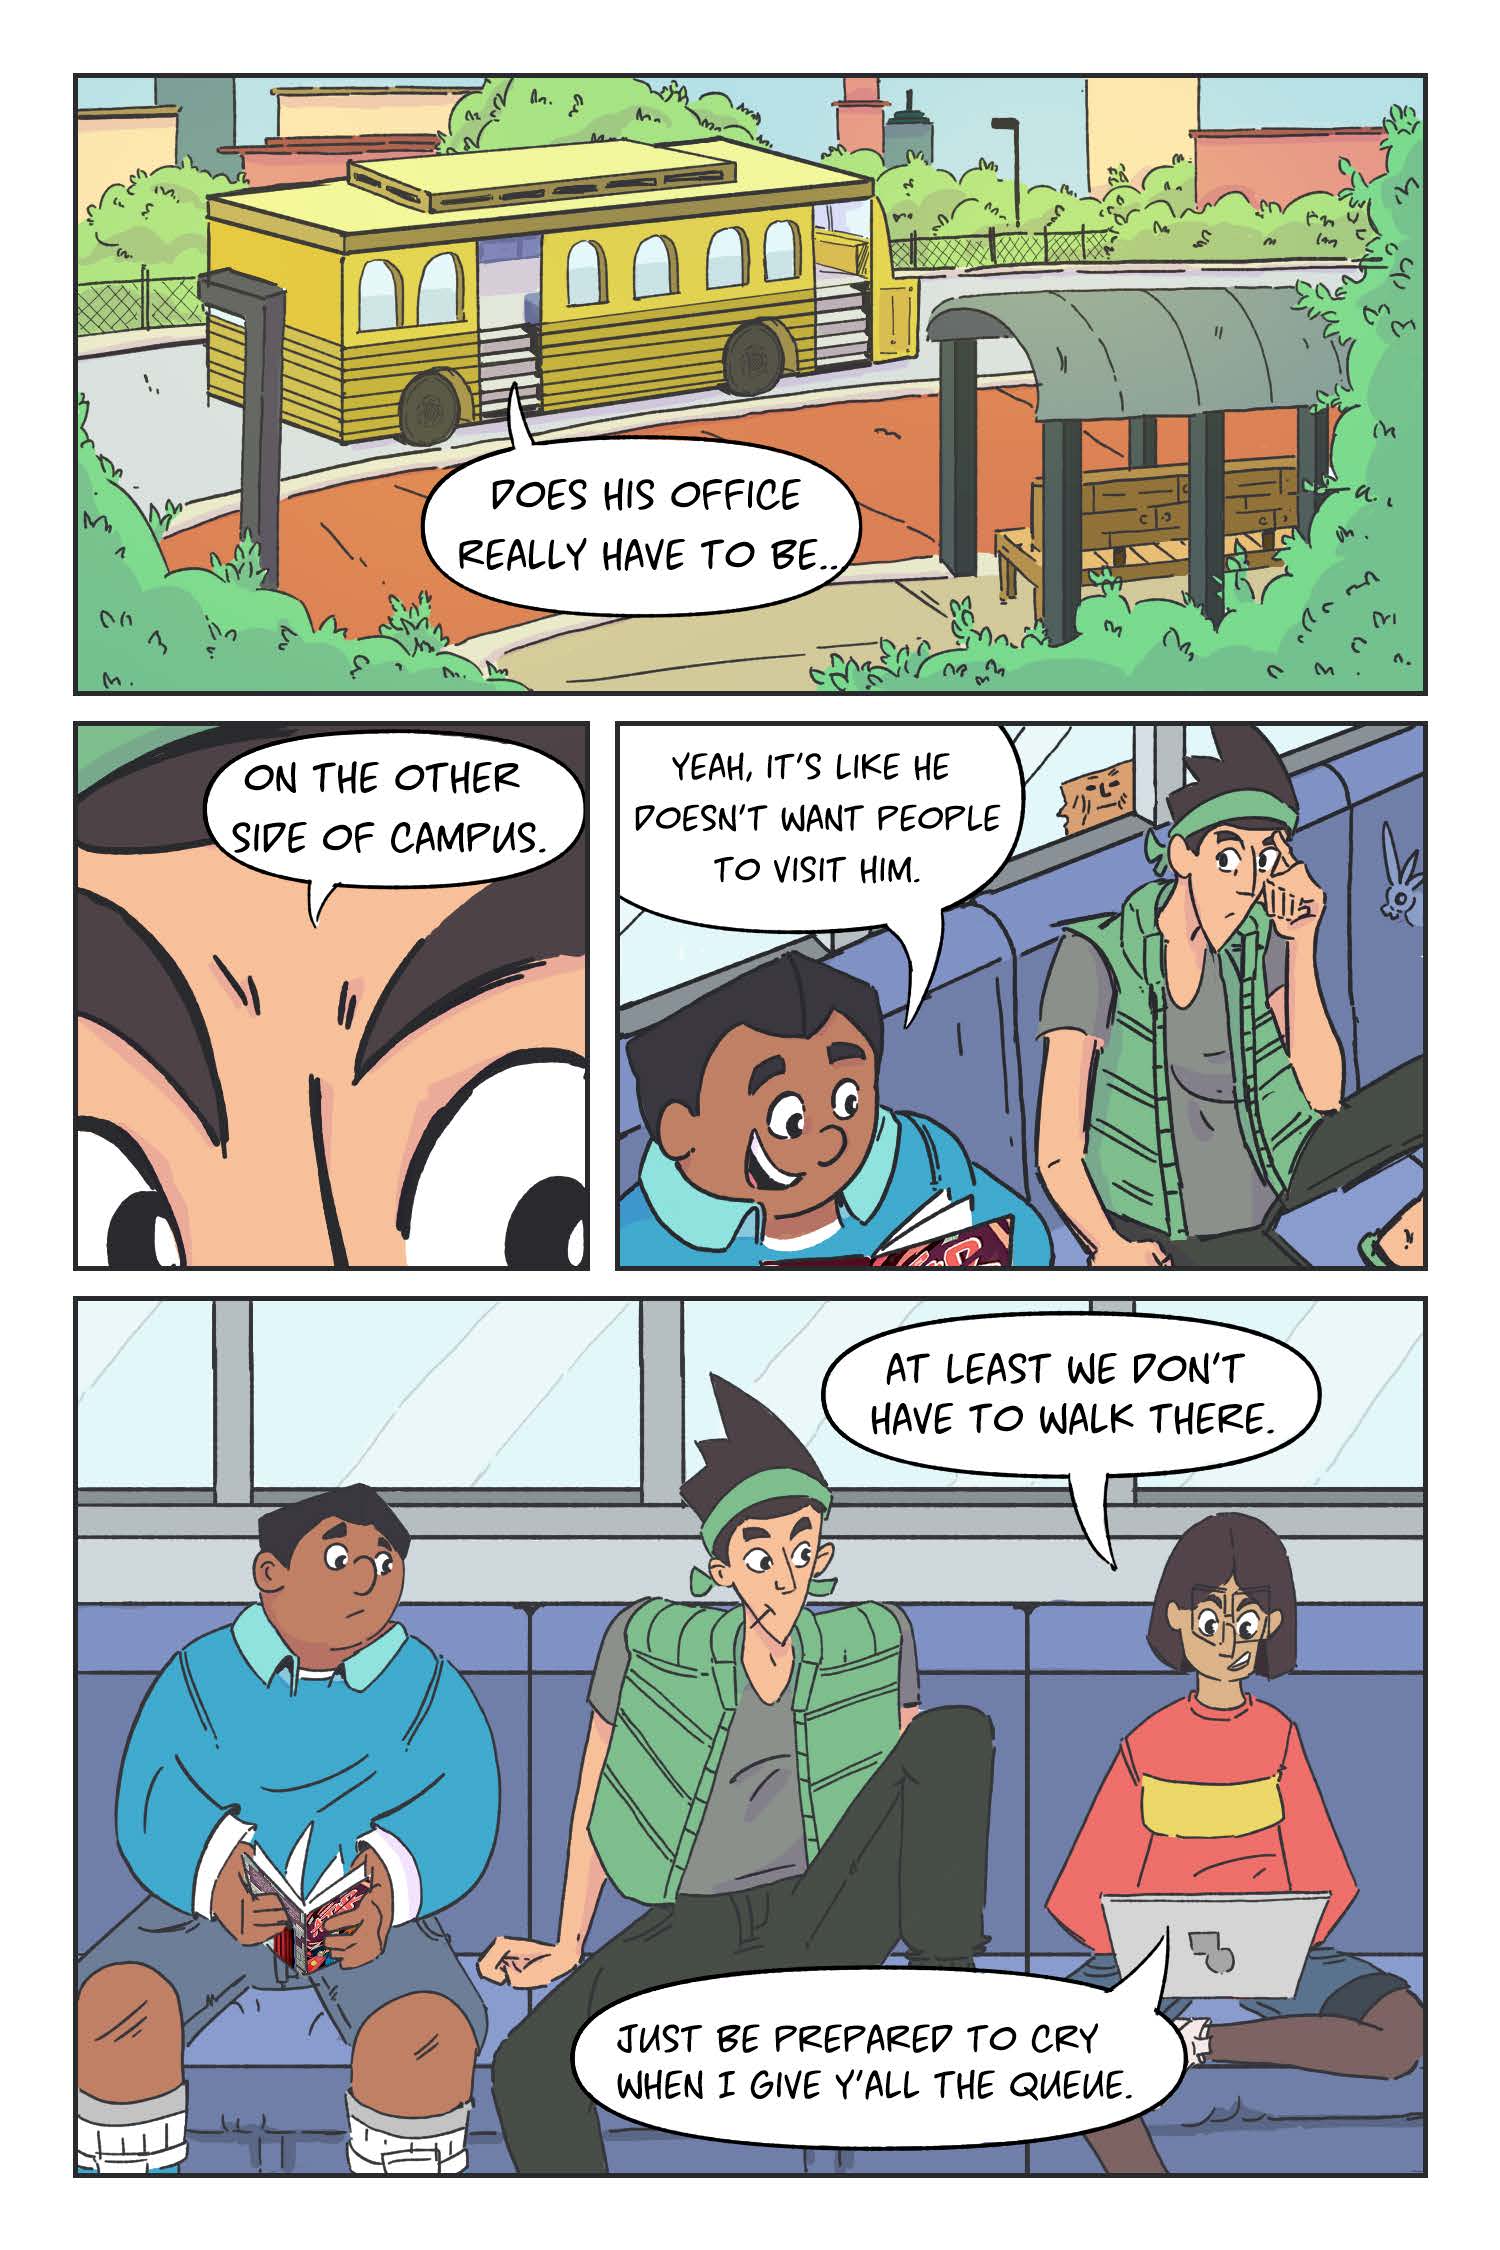 DOES HIS OFFICE
REALLY HAVE TO BE...
ON THE OTHER
SIDE OF CAMPUS.
YEAH, IT'S LIKE HE
DOESN'T WANT PEOPLE
TO VISIT HIM.
AT LEAST WE DON'T
HAVE TO WALK THERE.
JUST BE PREPARED TO CRY
WHEN I GIVE Y'ALL THE QUEUE.